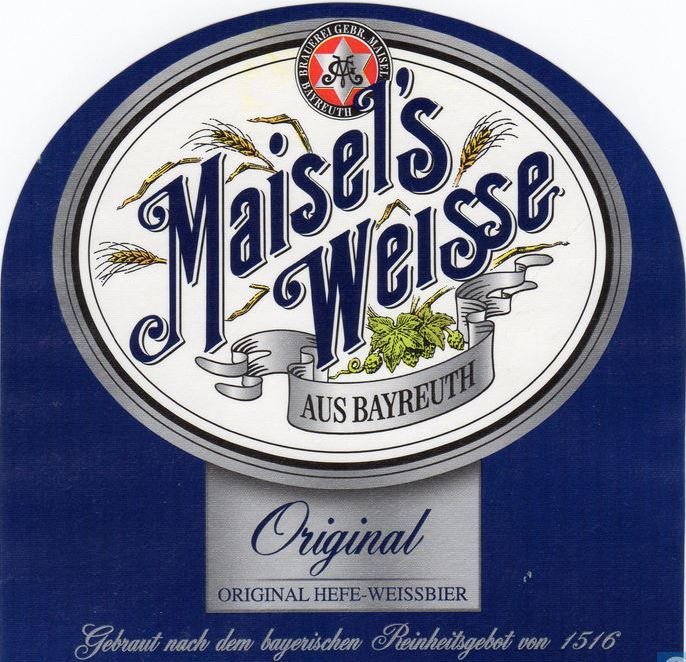 BRAUEREI GEBR. MAISEL
BAYREUTH
Maisel's
Weisse
AUS BAYREUTH
Original
ORIGINAL HEFE-WEISSBIER
Gebraut nach dem bayerischen Reinheitsgebot von 1516